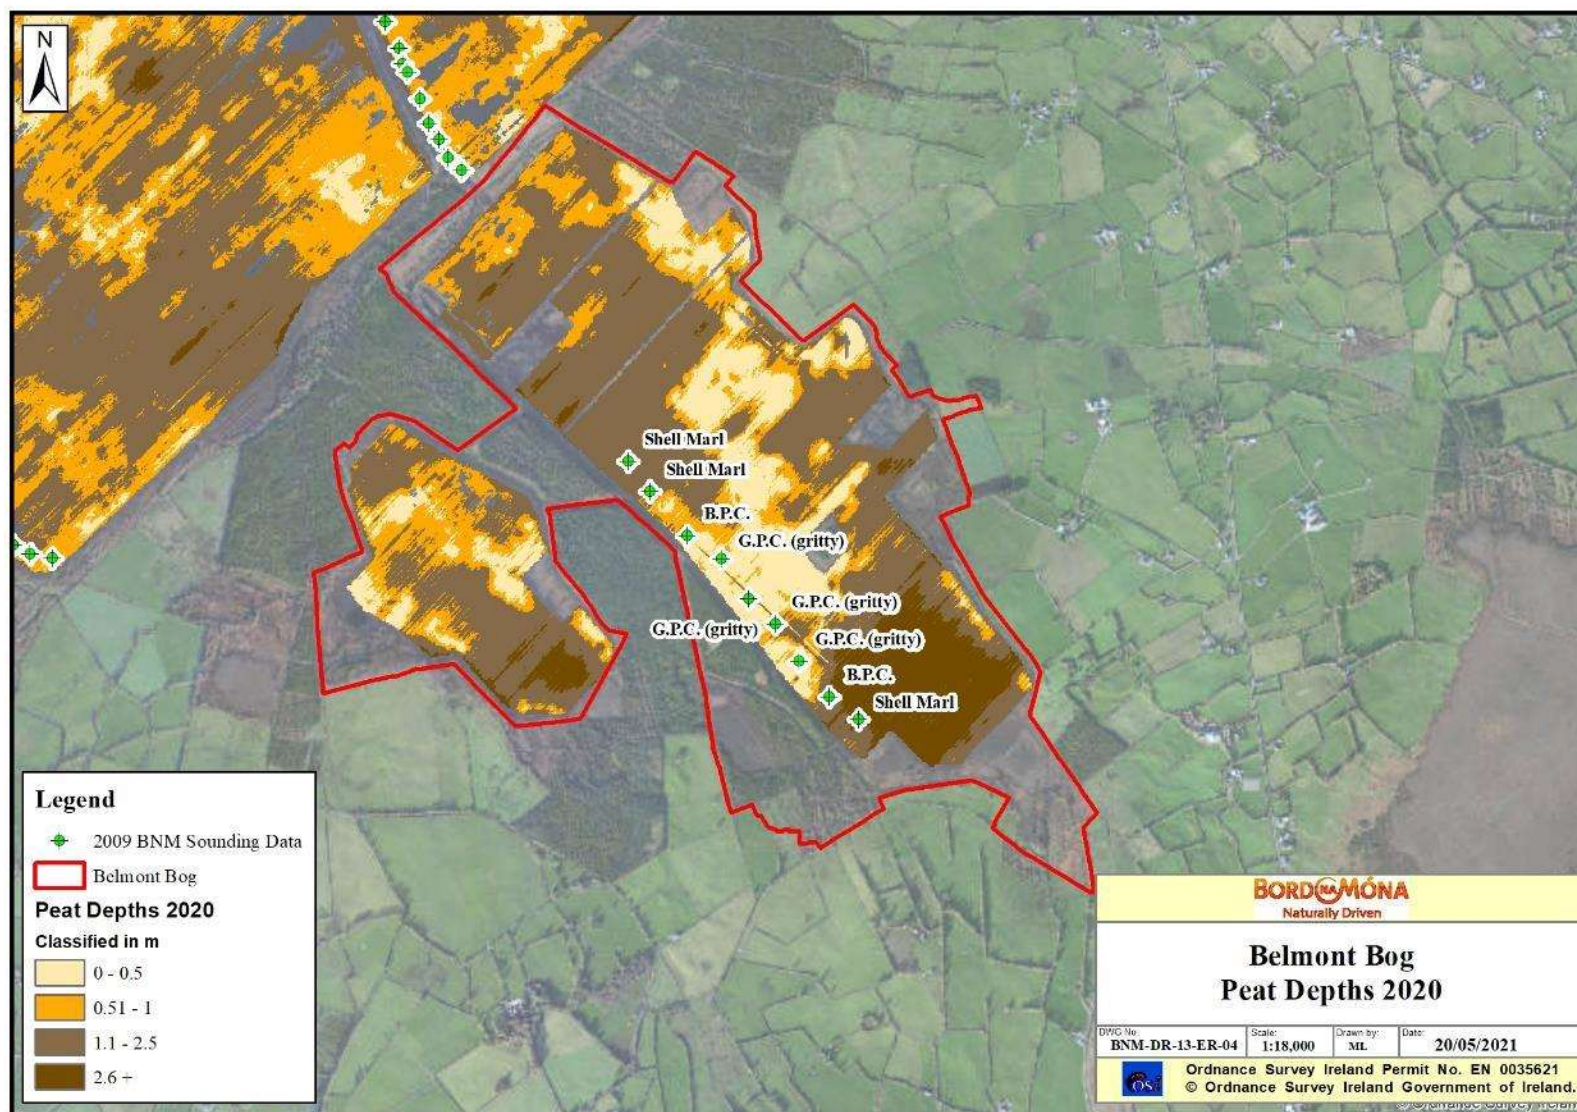 N
Shell Marl
Shell Marl
B.P.C.
G.P.C. (gritty)
G.P.C. (gritty)
G.P.C. (gritty)
G.P.C. (gritty)
B.P.C.
Shell Marl
Legend
2009 BNM Sounding Data
Belmont Bog
Peat Depths 2020
Classified in m
0 - 0.5
0.51 - 1
1.1 - 2.5
2.6 +
BORD NA MÓNA
Naturally Driven
Belmont Bog
Peat Depths 2020
DWG No: Scale: Drawn by: Date:
BNM-DR-13-ER-04 1:18,000 ML 20/05/2021
OSi
Ordnance Survey Ireland Permit No. EN 0035621
© Ordnance Survey Ireland Government of Ireland.